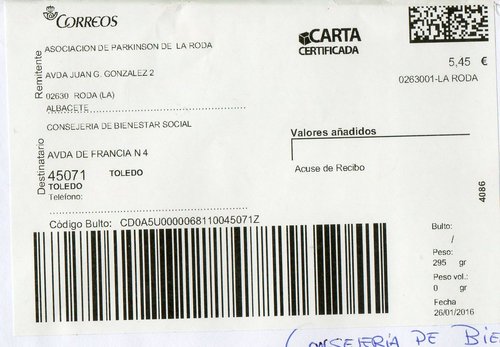 CORREOS
CARTA
CERTIFICADA
Remitente
ASOCIACION DE PARKINSON DE LA RODA
5,45 €
AVDA JUAN G. GONZALEZ 2
0263001-LA RODA
02630 RODA (LA)
ALBACETE
Destinatario
CONSEJERIA DE BIENESTAR SOCIAL
Valores añadidos
AVDA DE FRANCIA N 4
Acuse de Recibo
45071 TOLEDO
TOLEDO
Teléfono:
4086
Código Bulto: CD0A5U0000068110045071Z
Bulto:
/
Peso:
295 gr
Peso vol.:
0 gr
Fecha
26/01/2016
(CONSEJERÍA DE BIE